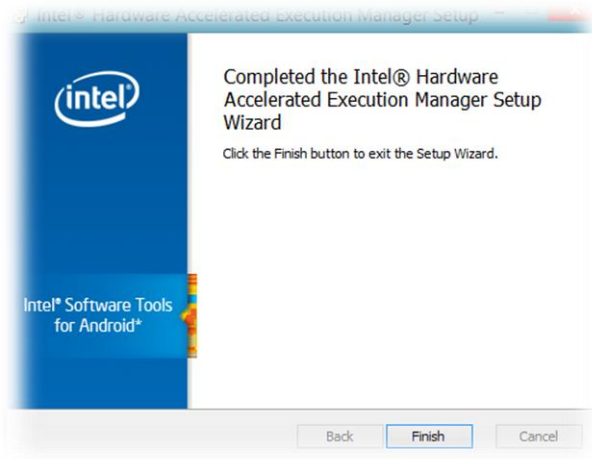 Intel® Hardware Accelerated Execution Manager Setup
intel
Completed the Intel® Hardware
Accelerated Execution Manager Setup
Wizard
Click the Finish button to exit the Setup Wizard.
Intel® Software Tools
for Android*
Back
Finish
Cancel